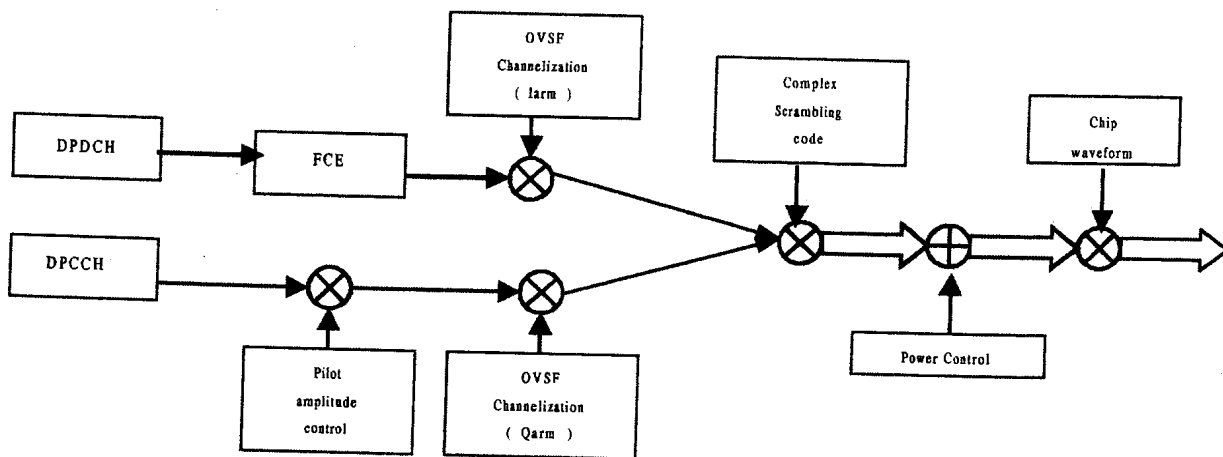 OVSF
Channelization
( Iarm )
Complex
Scrambling
code
Chip
waveform
DPDCH
FCE
DPCCH
Pilot
amplitude
control
OVSF
Channelization
( Qarm )
Power Control